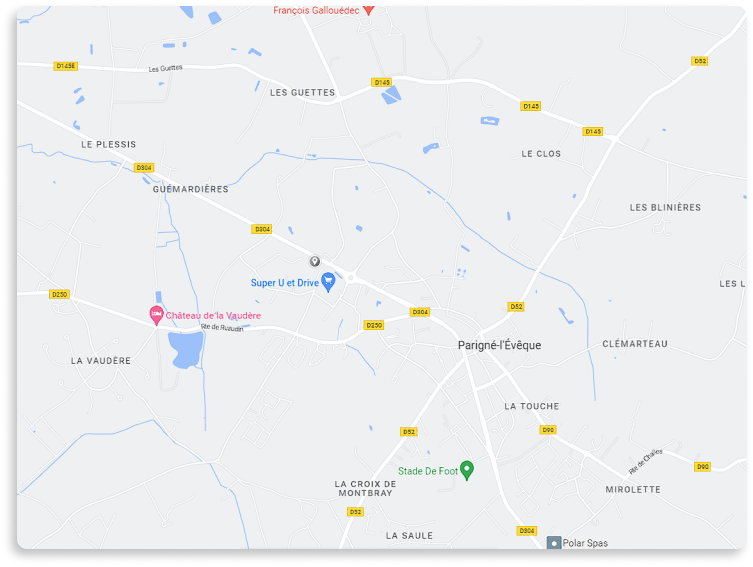 François Gallouëdec
D52
D145E
Les Guettes
D145
LES GUETTES
D145
D145
LE PLESSIS
LE CLOS
D304
GUÉMARDIÈRES
LES BLINIÈRES
D304
Super U et Drive
LES L
D250
D52
Château de la Vaudère
D304
Rte de Ruaudin
D250
Parigné-l'Évêque
CLÉMARTEAU
LA VAUDÈRE
LA TOUCHE
D52
D90
Rte de Challes
D90
Stade De Foot
LA CROIX DE
MONTBRAY
MIROLETTE
D52
D304
LA SAULE
Polar Spas